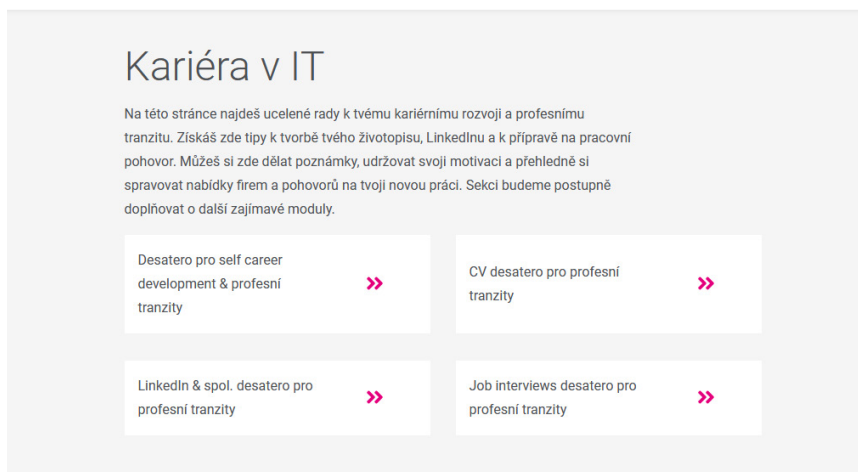 Kariéra v IT
Na této stránce najdeš ucelené rady k tvému kariérnímu rozvoji a profesnímu
tranzitu. Získáš zde tipy k tvorbě tvého životopisu, LinkedInu a k přípravě na pracovní
pohovor. Můžeš si zde dělat poznámky, udržovat svoji motivaci a přehledně si
spravovat nabídky firem a pohovorů na tvoji novou práci. Sekci budeme postupně
doplňovat o další zajímavé moduly.
Desatero pro self career
development & profesní
tranzity
CV desatero pro profesní
tranzity
LinkedIn & spol. desatero pro
profesní tranzity
Job interviews desatero pro
profesní tranzity